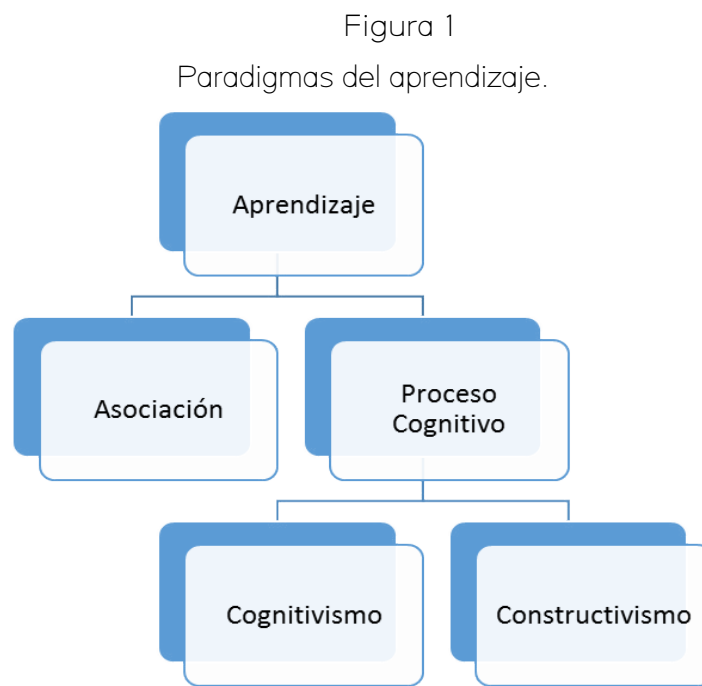 Figura 1
Paradigmas del aprendizaje.
Aprendizaje
Asociación
Proceso
Cognitivo
Cognitivismo
Constructivismo